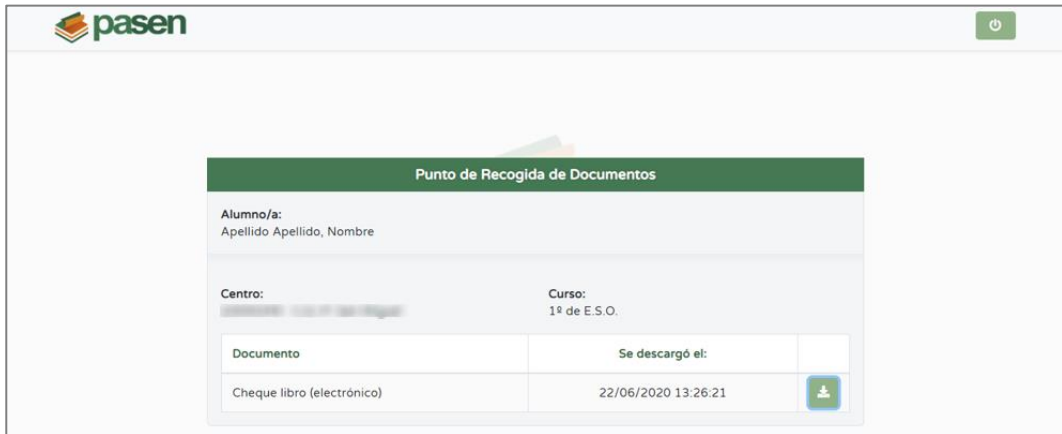 pasen
Punto de Recogida de Documentos
Alumno/a:
Apellido Apellido, Nombre
Centro: Curso:
1º de E.S.O.
Documento Se descargó el:
Cheque libro (electrónico) 22/06/2020 13:26:21